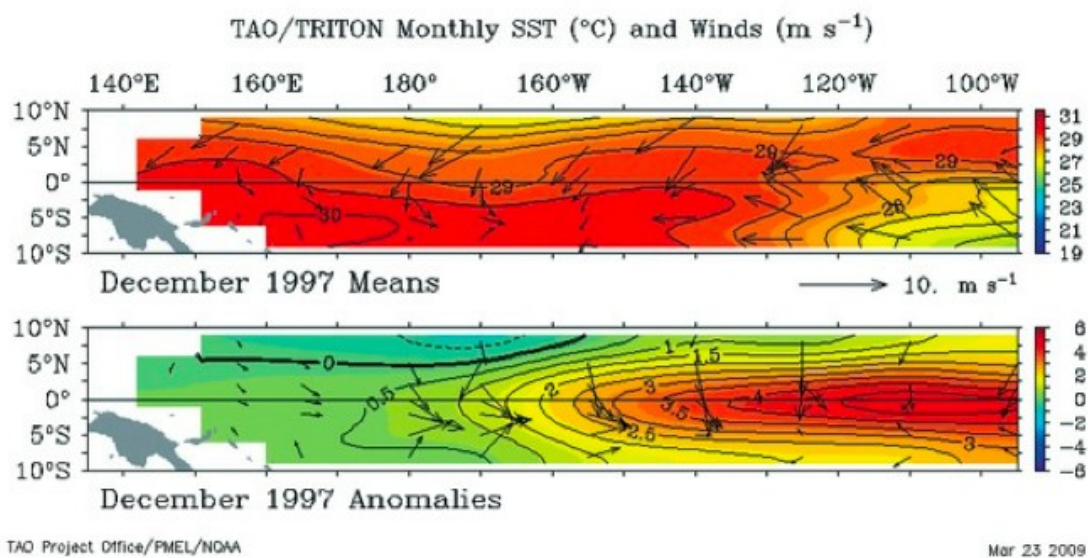 TAO/TRITON Monthly SST (°C) and Winds (m s⁻¹)
140°E 160°E 180° 160°W 140°W 120°W 100°W
10°N
5°N
0°
5°S
10°S
29
29
29
28
30
31
29
27
25
23
21
19
December 1997 Means
10. m s⁻¹
10°N
5°N
0°
5°S
10°S
0
0.5
1
1.5
2
2.5
3
3.5
4
3
6
4
2
0
-2
-4
-6
December 1997 Anomalies
TAO Project Office/PMEL/NOAA
Mar 23 2009